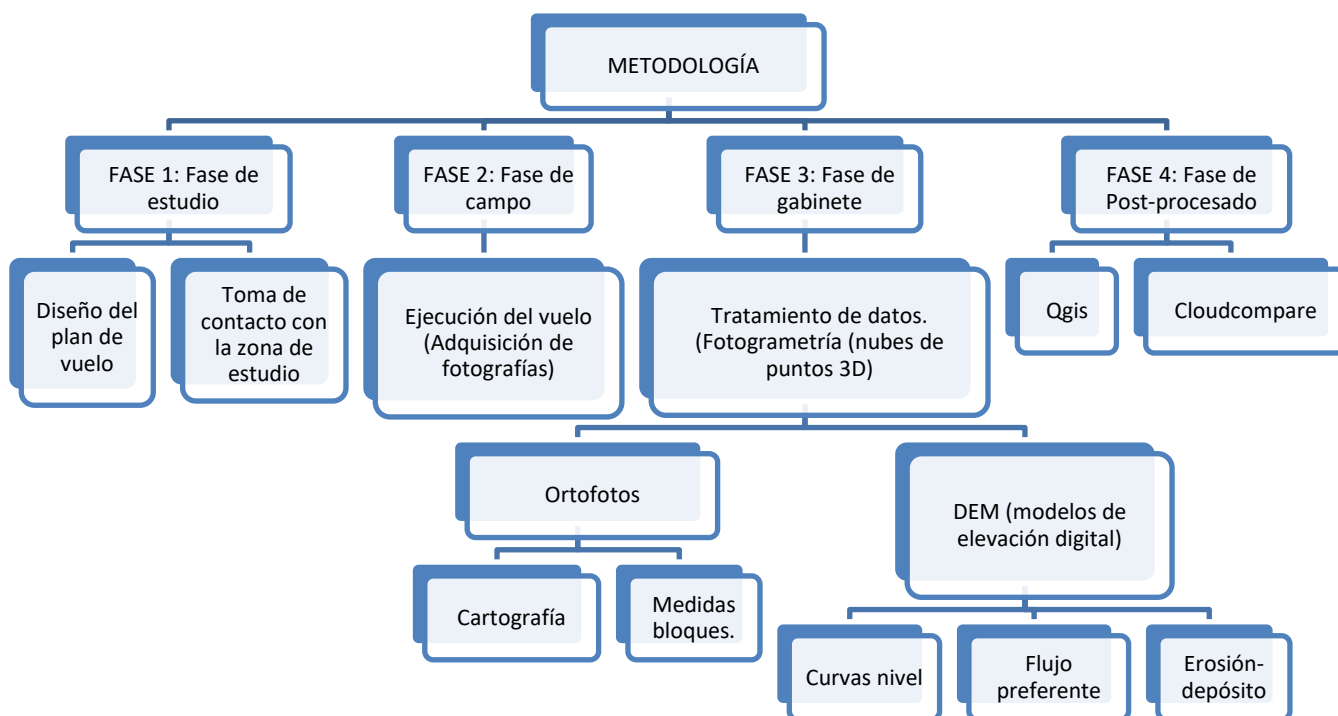 METODOLOGÍA
FASE 1: Fase de
estudio
FASE 2: Fase de
campo
FASE 3: Fase de
gabinete
FASE 4: Fase de
Post-procesado
Diseño del
plan de
vuelo
Toma de
contacto con
la zona de
estudio
Ejecución del vuelo
(Adquisición de
fotografías)
Tratamiento de datos.
(Fotogrametría (nubes de
puntos 3D)
Qgis
Cloudcompare
Ortofotos
DEM (modelos de
elevación digital)
Cartografía
Medidas
bloques.
Curvas nivel
Flujo
preferente
Erosión-
depósito